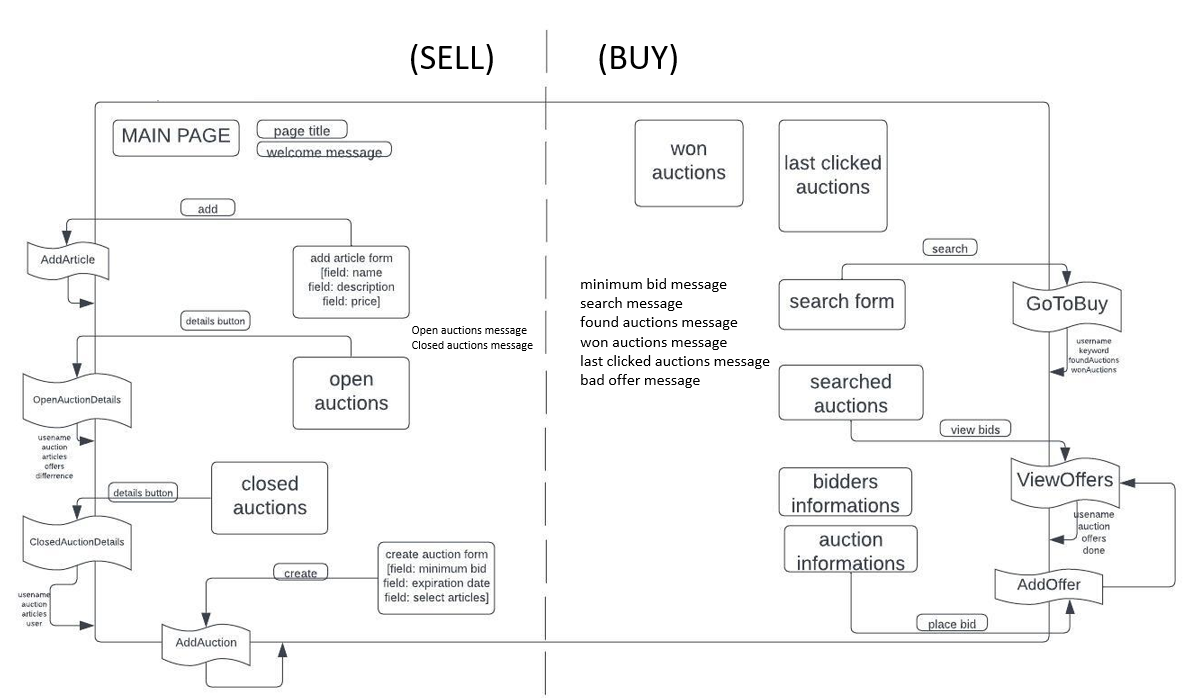 (SELL)
(BUY)
MAIN PAGE
page title
welcome message
add
AddArticle
add article form
[field: name
field: description
field: price]
details button
Open auctions message
Closed auctions message
open
auctions
OpenAuctionDetails
usename
auction
articles
offers
difference
details button
closed
auctions
ClosedAuctionDetails
usename
auction
articles
user
create auction form
[field: minimum bid
field: expiration date
field: select articles]
create
AddAuction
won
auctions
last clicked
auctions
search
minimum bid message
search message
found auctions message
won auctions message
last clicked auctions message
bad offer message
search form
GoToBuy
username
keyword
foundAuctions
wonAuctions
searched
auctions
view bids
ViewOffers
usename
auction
offers
done
bidders
informations
auction
informations
AddOffer
place bid